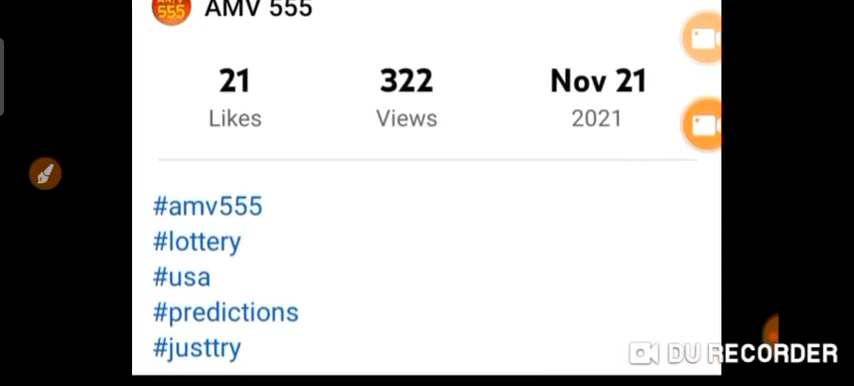 AMV 555
21 322 Nov 21
Likes Views 2021
#amv555
#lottery
#usa
#predictions
#justtry
DU RECORDER